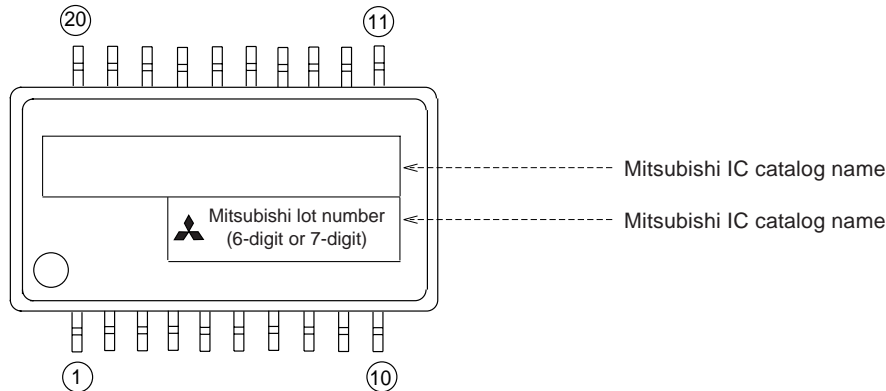 20
11
Mitsubishi IC catalog name
Mitsubishi lot number
(6-digit or 7-digit)
Mitsubishi IC catalog name
1
10